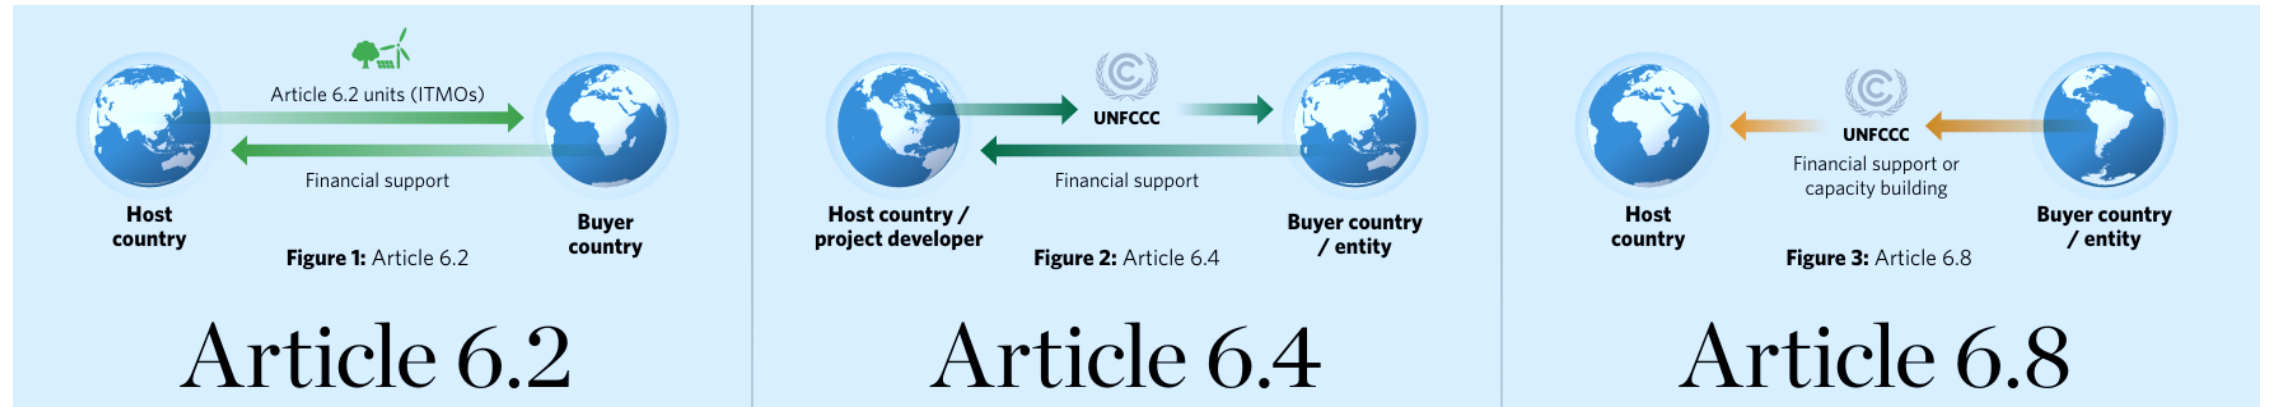 Article 6.2 units (ITMOs)
Financial support
Host
country
Buyer
country
Figure 1: Article 6.2
Article 6.2
UNFCCC
Financial support
Host country /
project developer
Buyer country
/ entity
Figure 2: Article 6.4
Article 6.4
UNFCCC
Financial support or
capacity building
Host
country
Buyer country
/ entity
Figure 3: Article 6.8
Article 6.8